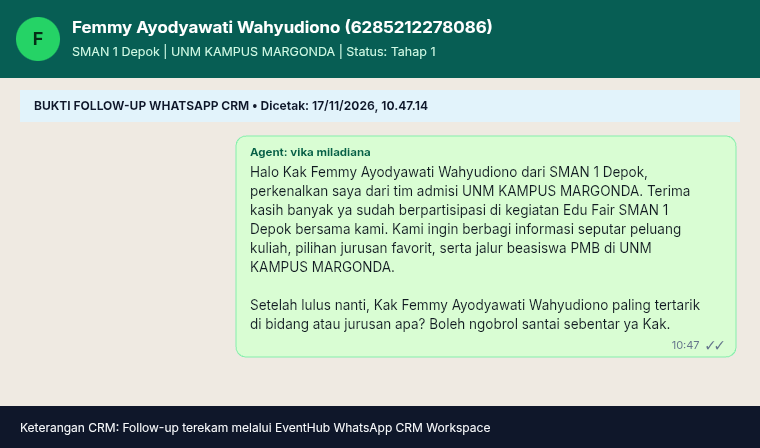 F
Femmy Ayodyawati Wahyudiono (6285212278086)
SMAN 1 Depok | UNM KAMPUS MARGONDA | Status: Tahap 1
BUKTI FOLLOW-UP WHATSAPP CRM • Dicetak: 17/11/2026, 10.47.14
Agent: vika miladiana
Halo Kak Femmy Ayodyawati Wahyudiono dari SMAN 1 Depok,
perkenalkan saya dari tim admisi UNM KAMPUS MARGONDA. Terima
kasih banyak ya sudah berpartisipasi di kegiatan Edu Fair SMAN 1
Depok bersama kami. Kami ingin berbagi informasi seputar peluang
kuliah, pilihan jurusan favorit, serta jalur beasiswa PMB di UNM
KAMPUS MARGONDA.
Setelah lulus nanti, Kak Femmy Ayodyawati Wahyudiono paling tertarik
di bidang atau jurusan apa? Boleh ngobrol santai sebentar ya Kak.
10:47 ✓✓
Keterangan CRM: Follow-up terekam melalui EventHub WhatsApp CRM Workspace